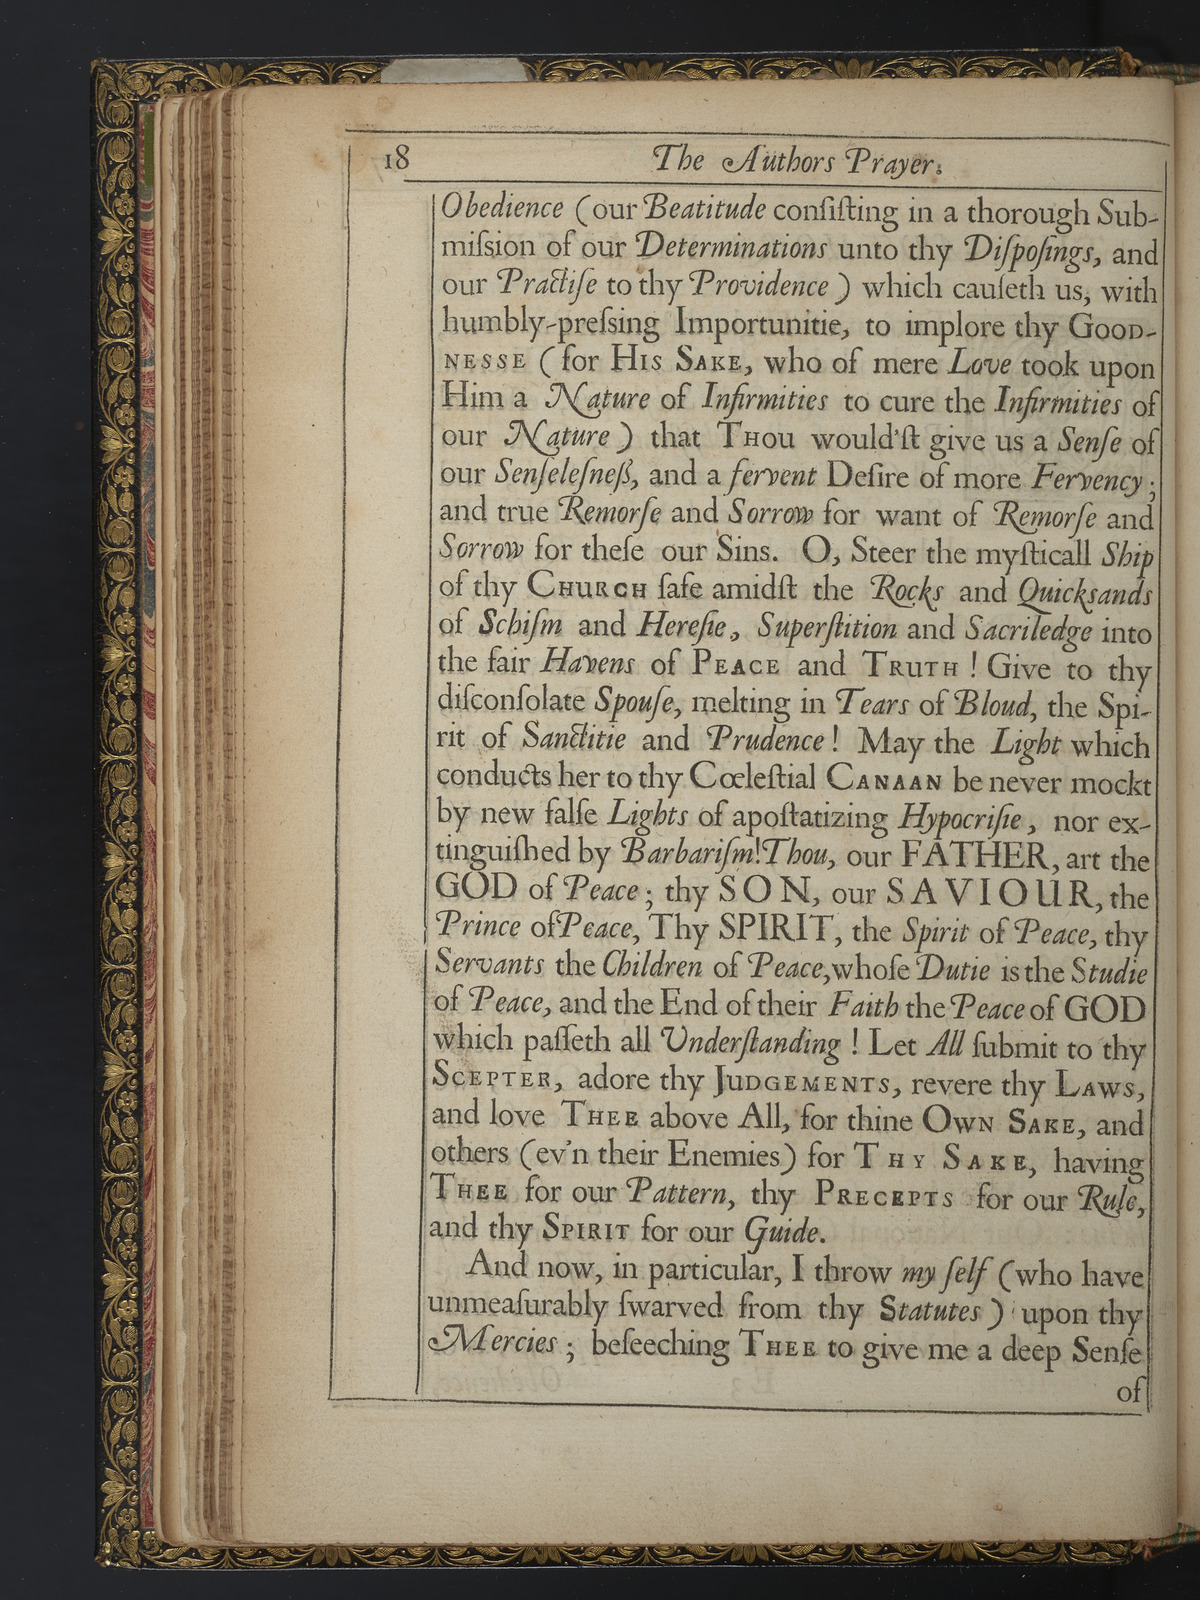 18 The Authors Prayer.
Obedience (our Beatitude conſiſting in a thorough Sub-
miſsion of our Determinations unto thy Diſpoſings, and
our Practiſe to thy Providence) which cauſeth us, with
humbly-preſsing Importunitie, to implore thy GOOD-
NESSE (for HIS SAKE, who of mere Love took upon
Him a Nature of Infirmities to cure the Infirmities of
our Nature) that THOU would'ſt give us a Senſe of
our Senſeleſneß, and a fervent Deſire of more Fervency;
and true Remorſe and Sorrow for want of Remorſe and
Sorrow for theſe our Sins. O, Steer the myſticall Ship
of thy CHURCH ſafe amidſt the Rocks and Quickſands
of Schiſm and Hereſie, Superſtition and Sacriledge into
the fair Havens of PEACE and TRUTH! Give to thy
diſconſolate Spouſe, melting in Tears of Bloud, the Spi-
rit of Sanctitie and Prudence! May the Light which
conducts her to thy Cœleſtial CANAAN be never mockt
by new falſe Lights of apoſtatizing Hypocriſie, nor ex-
tinguiſhed by Barbariſm! Thou, our FATHER, art the
GOD of Peace; thy SON, our SAVIOUR, the
Prince of Peace, Thy SPIRIT, the Spirit of Peace, thy
Servants the Children of Peace, whoſe Dutie is the Studie
of Peace, and the End of their Faith the Peace of GOD
which paſſeth all Underſtanding! Let All ſubmit to thy
SCEPTER, adore thy JUDGEMENTS, revere thy LAWS,
and love THEE above All, for thine OWN SAKE, and
others (ev'n their Enemies) for THY SAKE, having
THEE for our Pattern, thy PRECEPTS for our Rule,
and thy SPIRIT for our Guide.
And now, in particular, I throw my ſelf (who have
unmeaſurably ſwarved from thy Statutes) upon thy
Mercies; beſeeching THEE to give me a deep Senſe
of